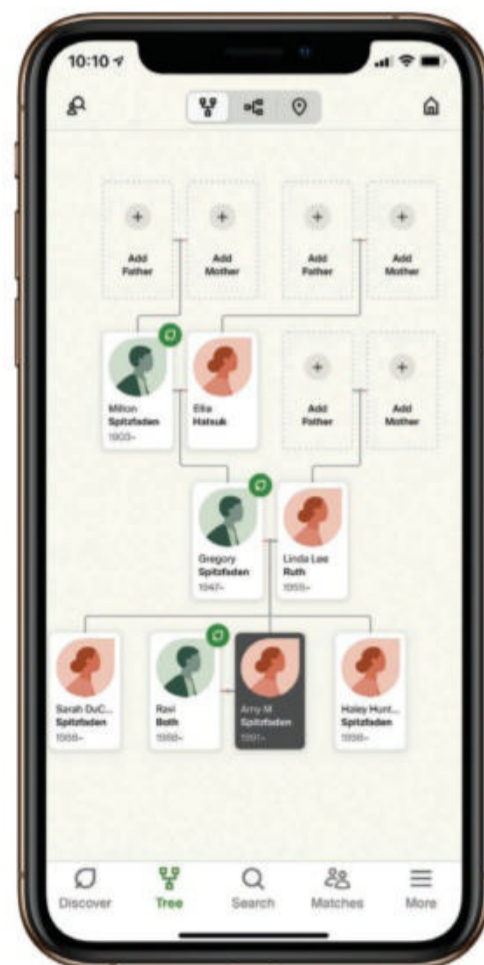 10:10
Add
Father
Add
Mother
Add
Father
Add
Mother
Milton
Spitzfaden
1903–
Ella
Hatsuk
Add
Father
Add
Mother
Gregory
Spitzfaden
1947–
Linda Lee
Ruth
Sarah DuC...
Spitzfaden
1988–
Ravi
Both
1988–
Amy M
Spitzfaden
1991–
Haley Hunt...
Spitzfaden
1998–
Discover
Tree
Search
Matches
More